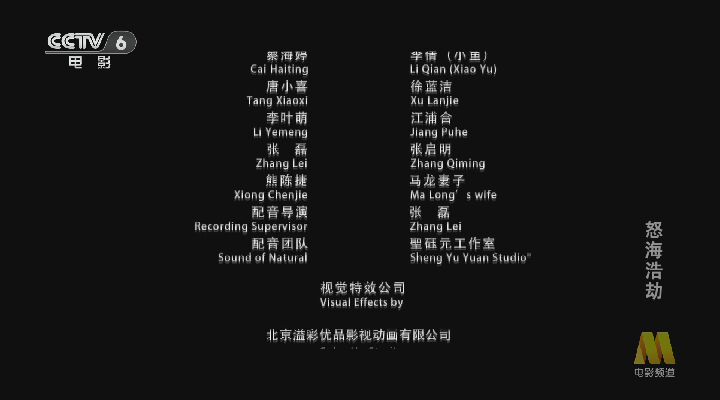 CCTV 6
电影
蔡海婷 李倩（小鱼）
Cai Haiting Li Qian (Xiao Yu)
唐小喜 徐蓝洁
Tang Xiaoxi Xu Lanjie
李叶萌 江浦合
Li Yemeng Jiang Puhe
张 磊 张启明
Zhang Lei Zhang Qiming
熊陈捷 马龙妻子
Xiong Chenjie Ma Long's wife
配音导演 张 磊
Recording Supervisor Zhang Lei
配音团队 聖砡元工作室
Sound of Natural Sheng Yu Yuan Studio"
视觉特效公司
Visual Effects by
北京溢彩优品影视动画有限公司
怒海浩劫
电影频道